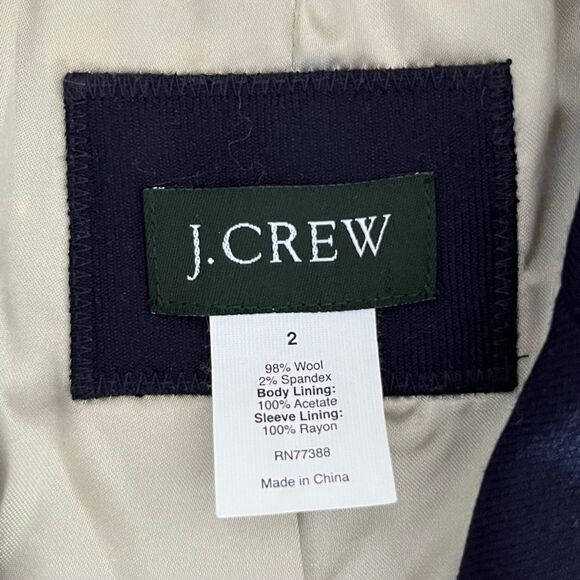 J.CREW
2
98% Wool
2% Spandex
Body Lining:
100% Acetate
Sleeve Lining:
100% Rayon
RN77388
Made in China